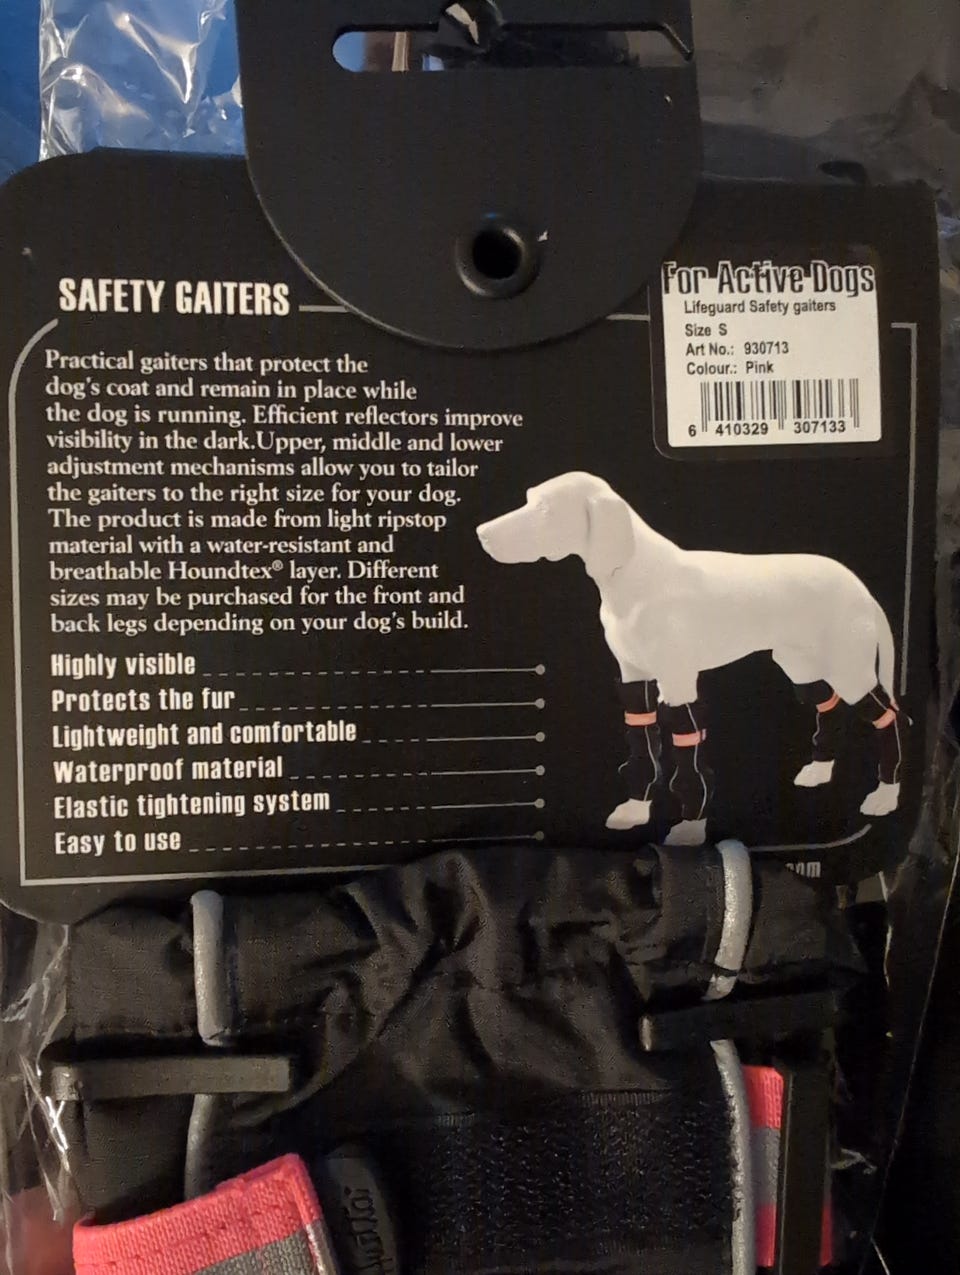 SAFETY GAITERS
Practical gaiters that protect the
dog's coat and remain in place while
the dog is running. Efficient reflectors improve
visibility in the dark.Upper, middle and lower
adjustment mechanisms allow you to tailor
the gaiters to the right size for your dog.
The product is made from light ripstop
material with a water-resistant and
breathable Houndtex® layer. Different
sizes may be purchased for the front and
back legs depending on your dog's build.
Highly visible
Protects the fur
Lightweight and comfortable
Waterproof material
Elastic tightening system
Easy to use
For Active Dogs
Lifeguard Safety gaiters
Size S
Art No.: 930713
Colour.: Pink
6 410329 307133